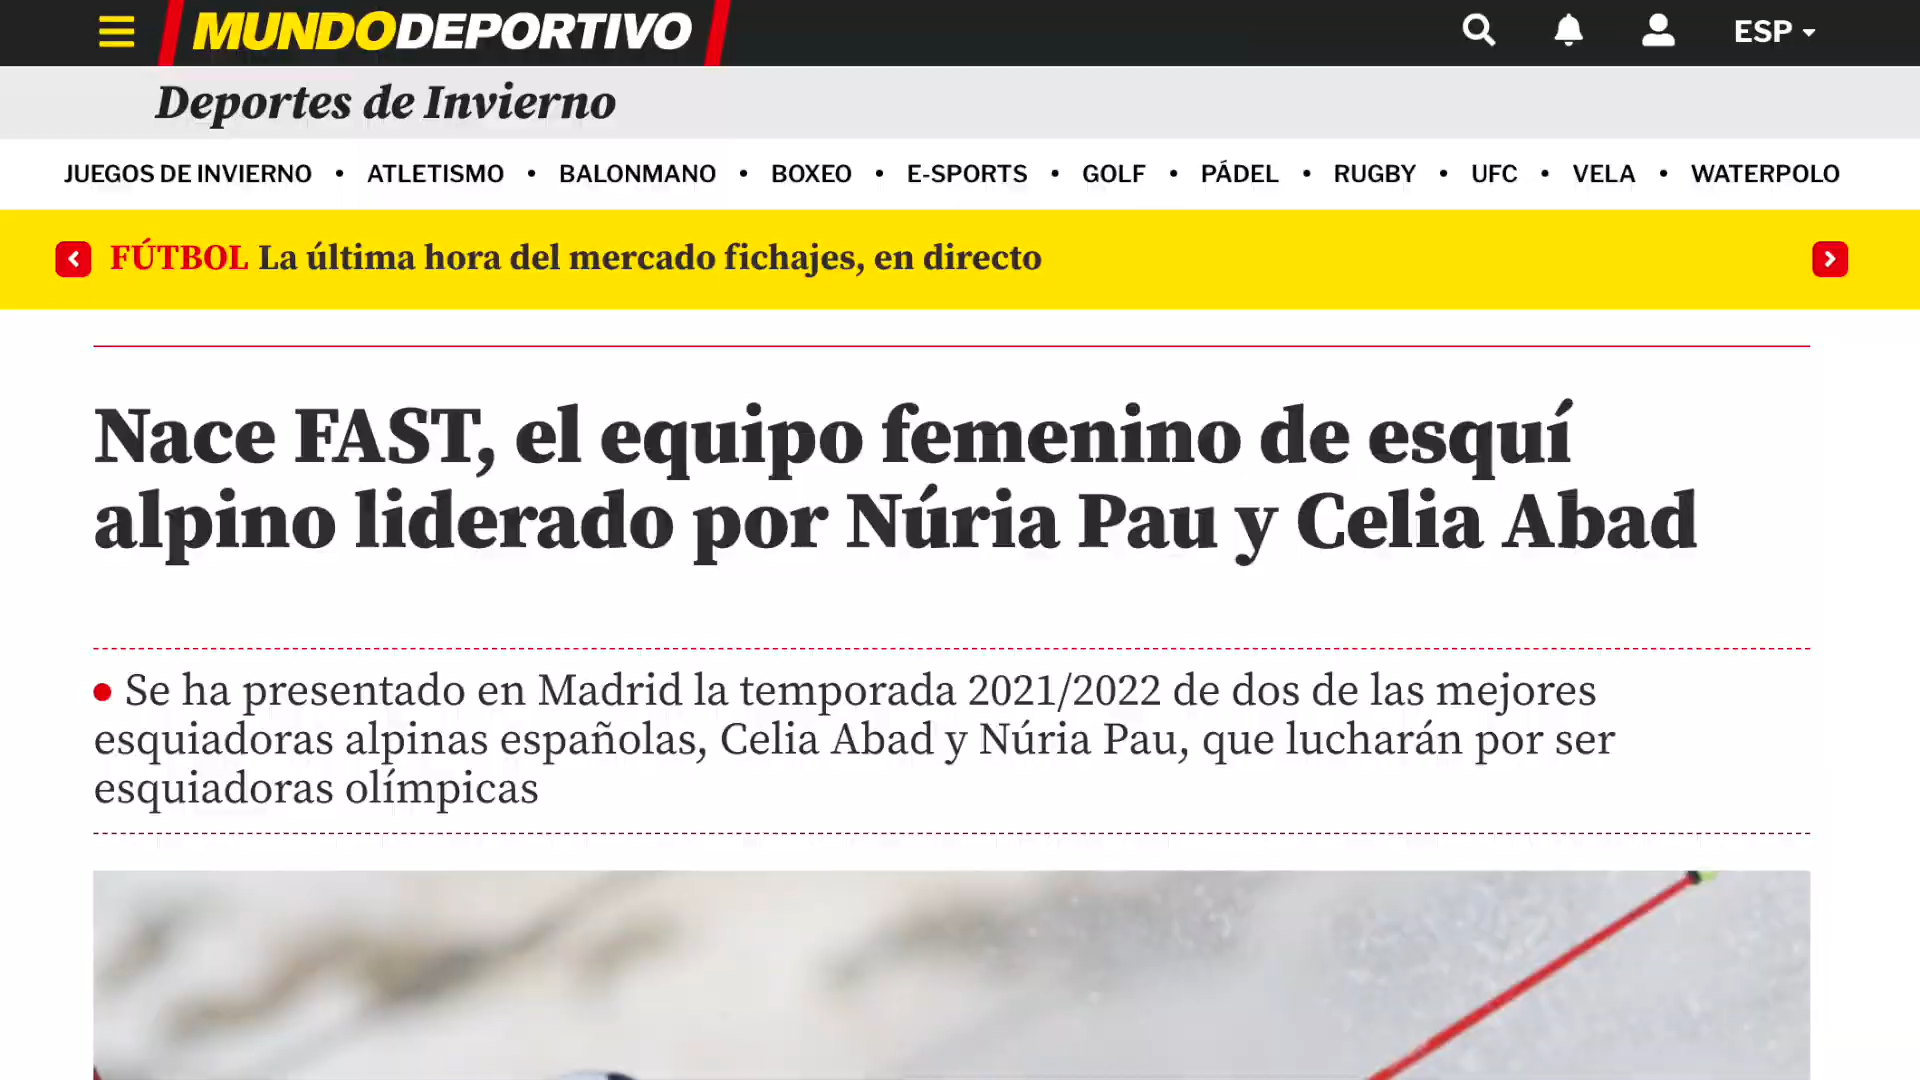 MUNDODEPORTIVO
ESP
Deportes de Invierno
JUEGOS DE INVIERNO • ATLETISMO • BALONMANO • BOXEO • E-SPORTS • GOLF • PÁDEL • RUGBY • UFC • VELA • WATERPOLO
FÚTBOL La última hora del mercado fichajes, en directo
Nace FAST, el equipo femenino de esquí
alpino liderado por Núria Pau y Celia Abad
• Se ha presentado en Madrid la temporada 2021/2022 de dos de las mejores
esquiadoras alpinas españolas, Celia Abad y Núria Pau, que lucharán por ser
esquiadoras olímpicas